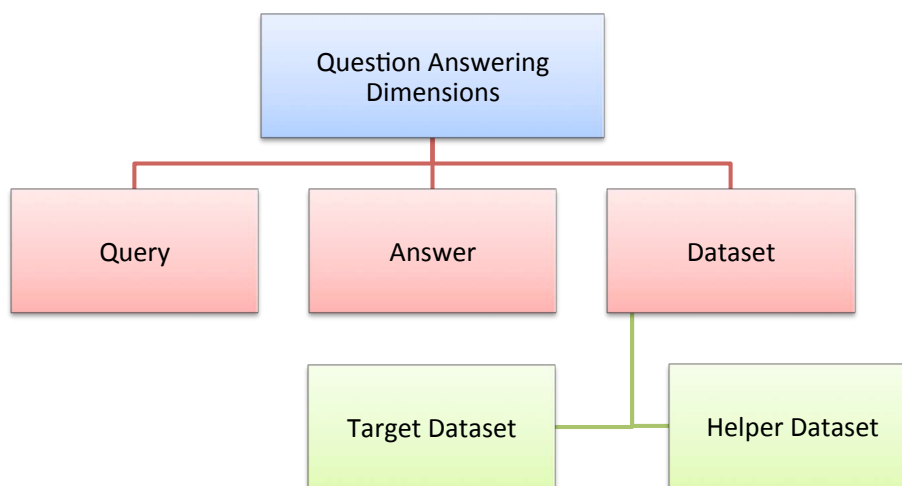 Question Answering
Dimensions
Query
Answer
Dataset
Target Dataset
Helper Dataset